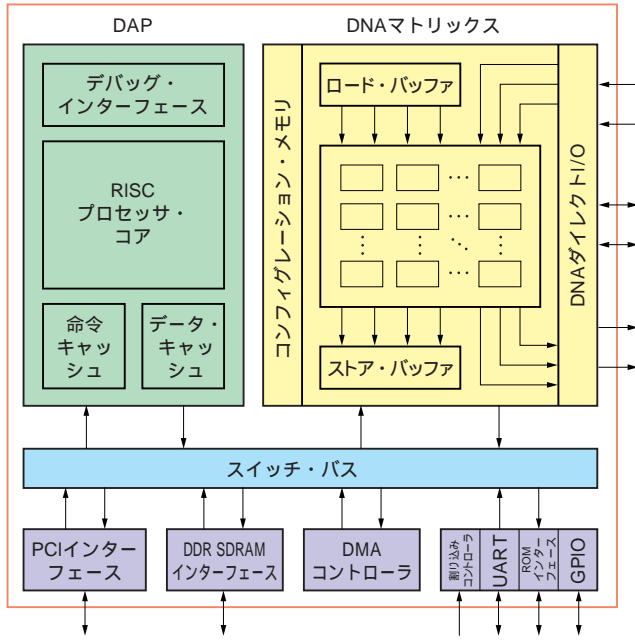 DAP
DNAマトリックス
デバッグ・
インターフェース
RISC
プロセッサ・
コア
命令
キャッ
シュ
データ・
キャッ
シュ
コンフィグレーション・メモリ
ロード・バッファ
ストア・バッファ
DNAダイレクトI/O
スイッチ・バス
PCIインター
フェース
DDR SDRAM
インターフェース
DMA
コントローラ
割り込み
コントローラ
UART
ROM
インター
フェース
GPIO